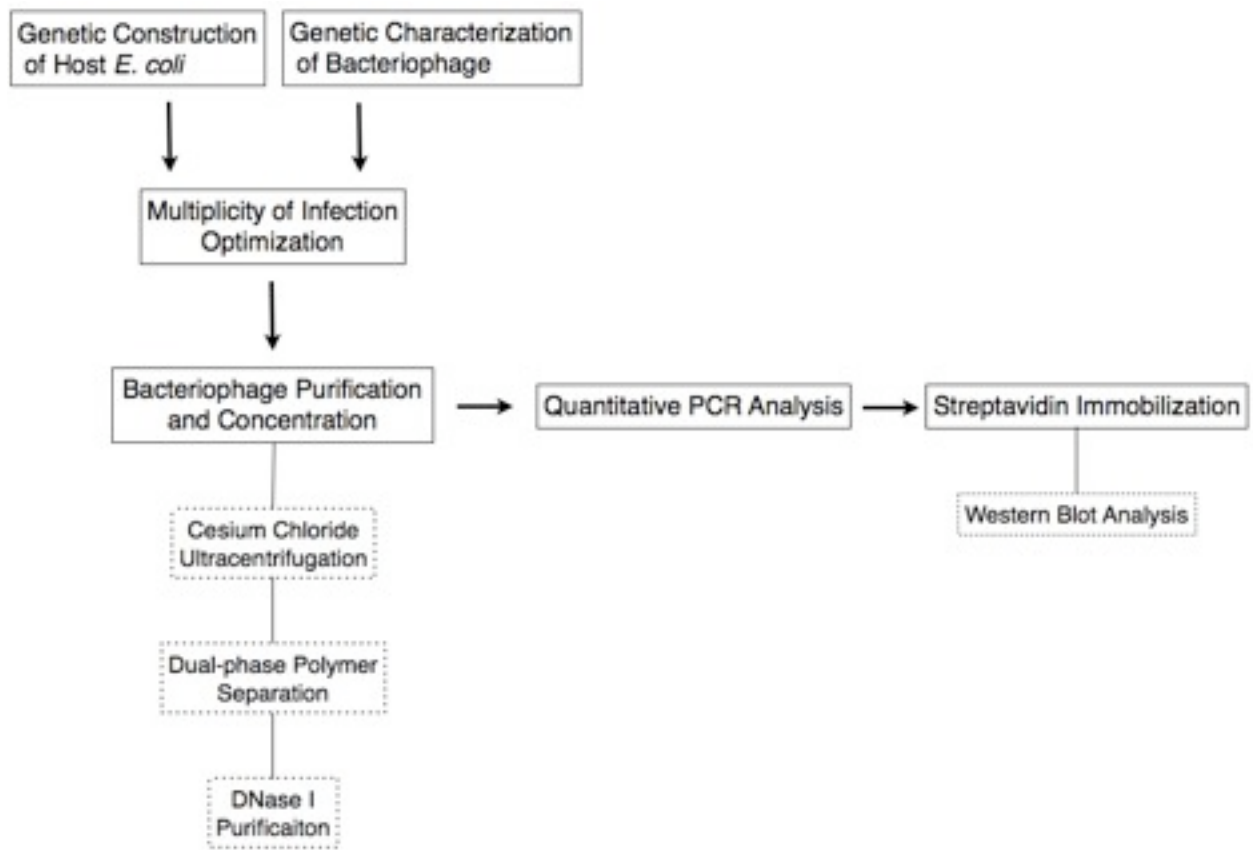 Genetic Construction
of Host E. coli
Genetic Characterization
of Bacteriophage
Multiplicity of Infection
Optimization
Bacteriophage Purification
and Concentration
Quantitative PCR Analysis
Streptavidin Immobilization
Cesium Chloride
Ultracentrifugation
Western Blot Analysis
Dual-phase Polymer
Separation
DNase I
Purificaiton